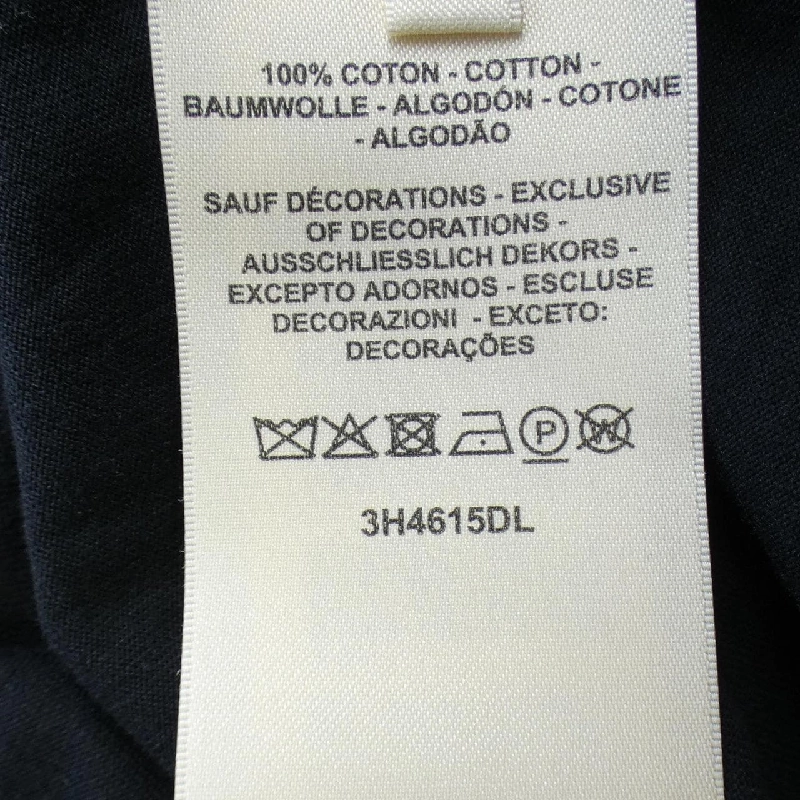 100% COTON - COTTON -
BAUMWOLLE - ALGODÓN - COTONE
- ALGODÃO
SAUF DÉCORATIONS - EXCLUSIVE
OF DECORATIONS -
AUSSCHLIESSLICH DEKORS -
EXCEPTO ADORNOS - ESCLUSE
DECORAZIONI - EXCETO:
DECORAÇÕES
P W
3H4615DL